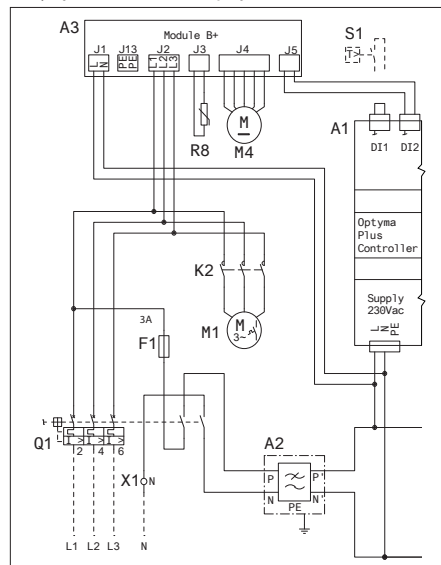 A3
Module B+
J1 J13 J2 J3 J4 J5
L N PE PE L1 L2 L3
S1
T>
R8
M
M4
A1
DI1 DI2
Optyma
Plus
Controller
K2
Supply
230Vac
L N PE
3A
F1
M1
M
3~
Q1
I> I> I>
2 4 6
X1 N
A2
P P'
N N'
PE
L1 L2 L3 N